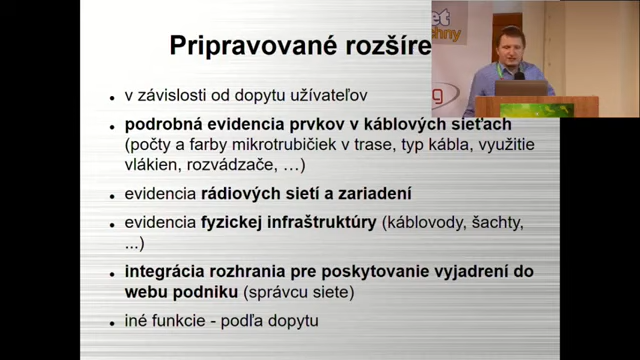 Pripravované rozšíre
v závislosti od dopytu užívateľov
podrobná evidencia prvkov v káblových sieťach
(počty a farby mikrotrubičiek v trase, typ kábla, využitie
vlákien, rozvádzače, …)
evidencia rádiových sietí a zariadení
evidencia fyzickej infraštruktúry (káblovody, šachty,
...)
integrácia rozhrania pre poskytovanie vyjadrení do
webu podniku (správcu siete)
iné funkcie - podľa dopytu